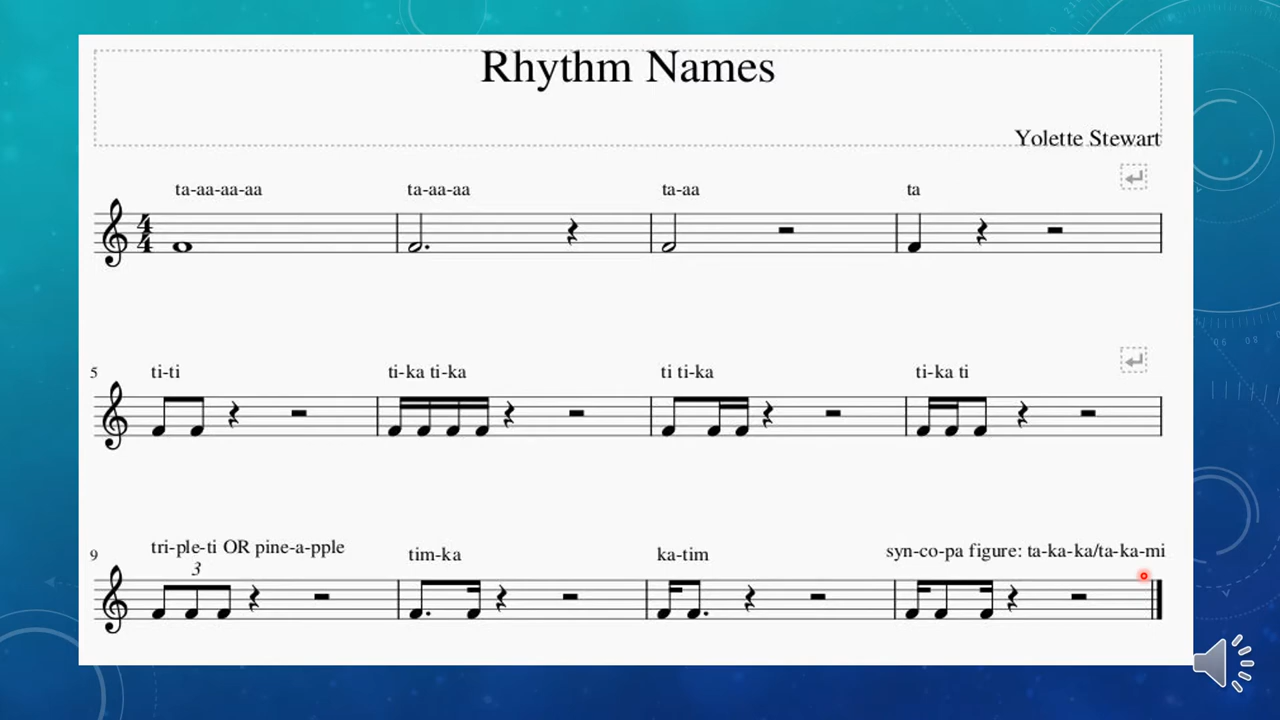 Rhythm Names
Yolette Stewart
ta-aa-aa-aa ta-aa-aa ta-aa ta
4
4
5 ti-ti ti-ka ti-ka ti ti-ka ti-ka ti
9 tri-ple-ti OR pine-a-pple tim-ka ka-tim syn-co-pa figure: ta-ka-ka/ta-ka-mi
3